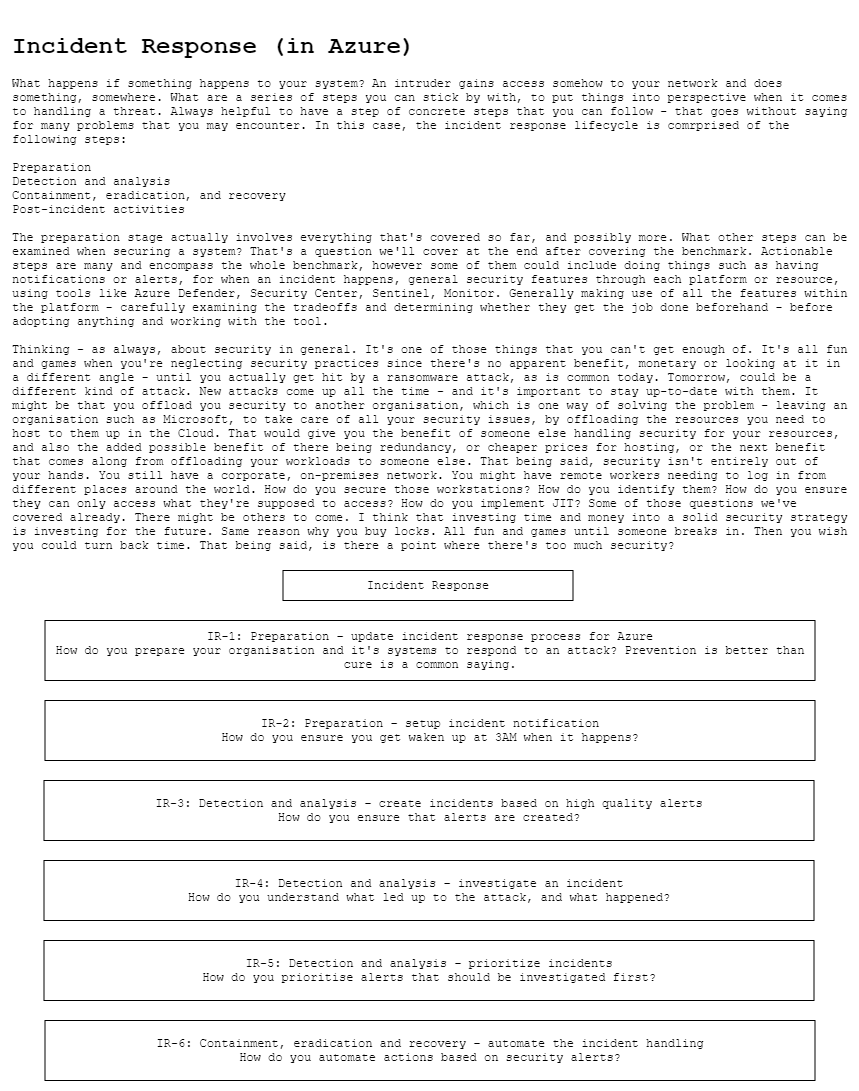 Incident Response (in Azure)
What happens if something happens to your system? An intruder gains access somehow to your network and does
something, somewhere. What are a series of steps you can stick by with, to put things into perspective when it comes
to handling a threat. Always helpful to have a step of concrete steps that you can follow - that goes without saying
for many problems that you may encounter. In this case, the incident response lifecycle is comrprised of the
following steps:
Preparation
Detection and analysis
Containment, eradication, and recovery
Post-incident activities
The preparation stage actually involves everything that's covered so far, and possibly more. What other steps can be
examined when securing a system? That's a question we'll cover at the end after covering the benchmark. Actionable
steps are many and encompass the whole benchmark, however some of them could include doing things such as having
notifications or alerts, for when an incident happens, general security features through each platform or resource,
using tools like Azure Defender, Security Center, Sentinel, Monitor. Generally making use of all the features within
the platform - carefully examining the tradeoffs and determining whether they get the job done beforehand - before
adopting anything and working with the tool.
Thinking - as always, about security in general. It's one of those things that you can't get enough of. It's all fun
and games when you're neglecting security practices since there's no apparent benefit, monetary or looking at it in
a different angle - until you actually get hit by a ransomware attack, as is common today. Tomorrow, could be a
different kind of attack. New attacks come up all the time - and it's important to stay up-to-date with them. It
might be that you offload you security to another organisation, which is one way of solving the problem - leaving an
organisation such as Microsoft, to take care of all your security issues, by offloading the resources you need to
host to them up in the Cloud. That would give you the benefit of someone else handling security for your resources,
and also the added possible benefit of there being redundancy, or cheaper prices for hosting, or the next benefit
that comes along from offloading your workloads to someone else. That being said, security isn't entirely out of
your hands. You still have a corporate, on-premises network. You might have remote workers needing to log in from
different places around the world. How do you secure those workstations? How do you identify them? How do you ensure
they can only access what they're supposed to access? How do you implement JIT? Some of those questions we've
covered already. There might be others to come. I think that investing time and money into a solid security strategy
is investing for the future. Same reason why you buy locks. All fun and games until someone breaks in. Then you wish
you could turn back time. That being said, is there a point where there's too much security?
Incident Response
IR-1: Preparation - update incident response process for Azure
How do you prepare your organisation and it's systems to respond to an attack? Prevention is better than
cure is a common saying.
IR-2: Preparation - setup incident notification
How do you ensure you get waken up at 3AM when it happens?
IR-3: Detection and analysis - create incidents based on high quality alerts
How do you ensure that alerts are created?
IR-4: Detection and analysis - investigate an incident
How do you understand what led up to the attack, and what happened?
IR-5: Detection and analysis - prioritize incidents
How do you prioritise alerts that should be investigated first?
IR-6: Containment, eradication and recovery - automate the incident handling
How do you automate actions based on security alerts?